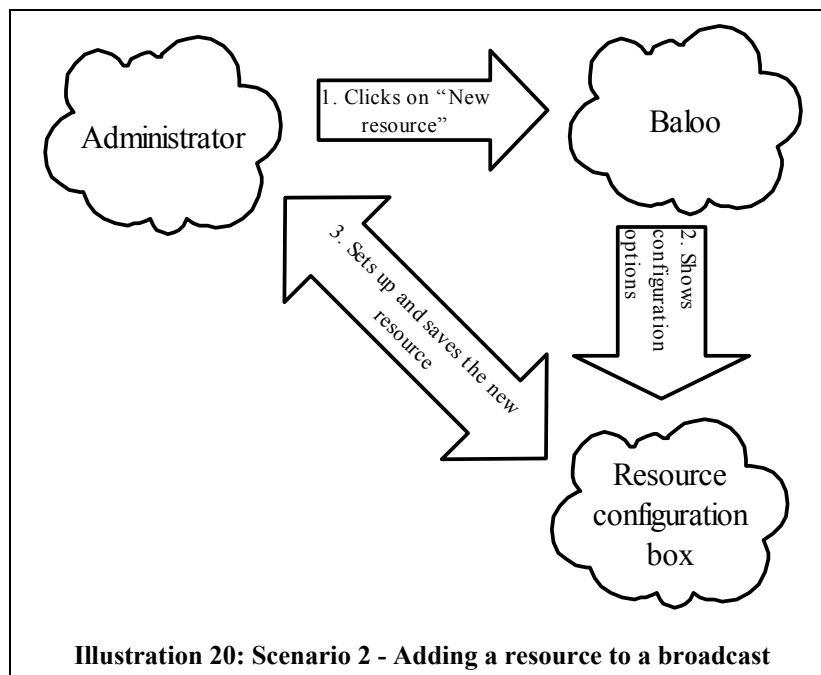 Administrator
1. Clicks on “New
resource”
Baloo
2. Shows
configuration
options
3. Sets up and saves the new
resource
Resource
configuration
box
Illustration 20: Scenario 2 - Adding a resource to a broadcast